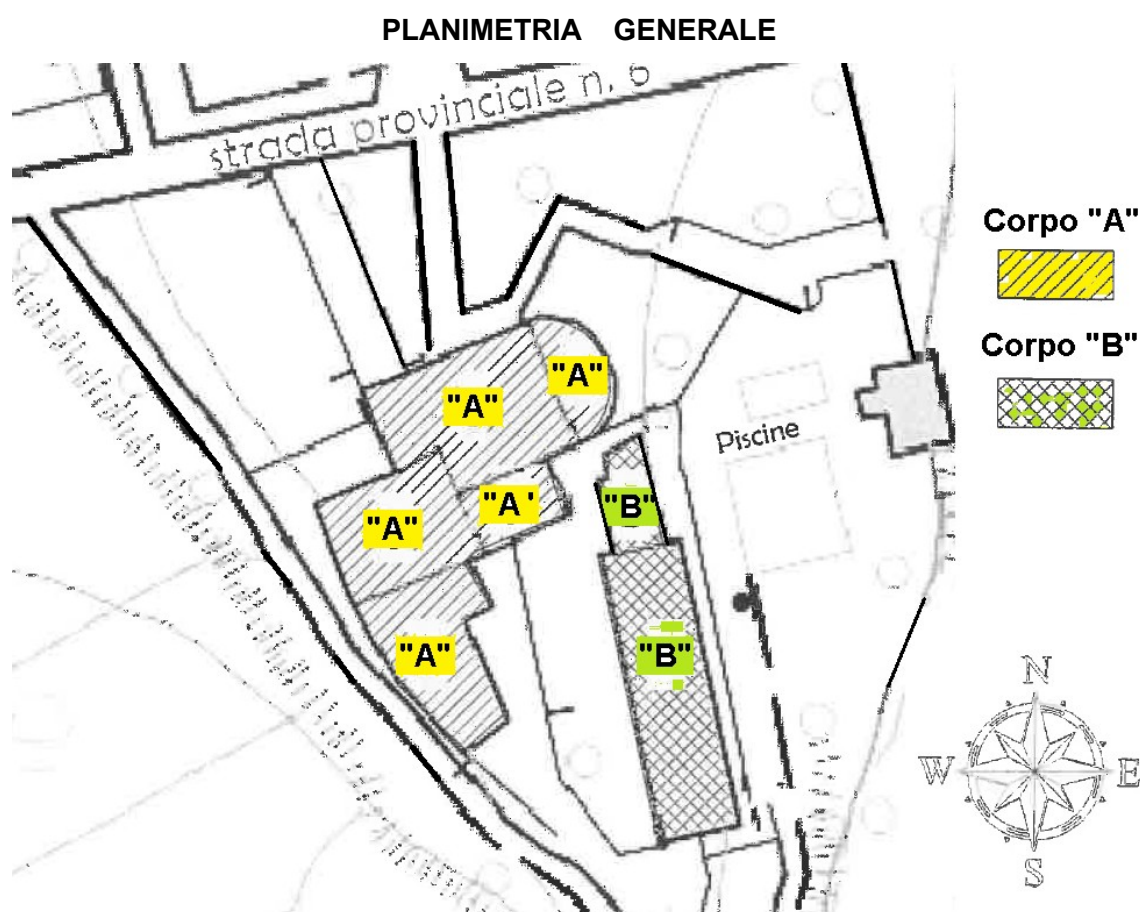 PLANIMETRIA GENERALE
strada provinciale n. 6
Corpo "A"
Corpo "B"
"A"
"A"
Piscine
"A'
"B"
"A"
"A"
"B"
N
W
E
S